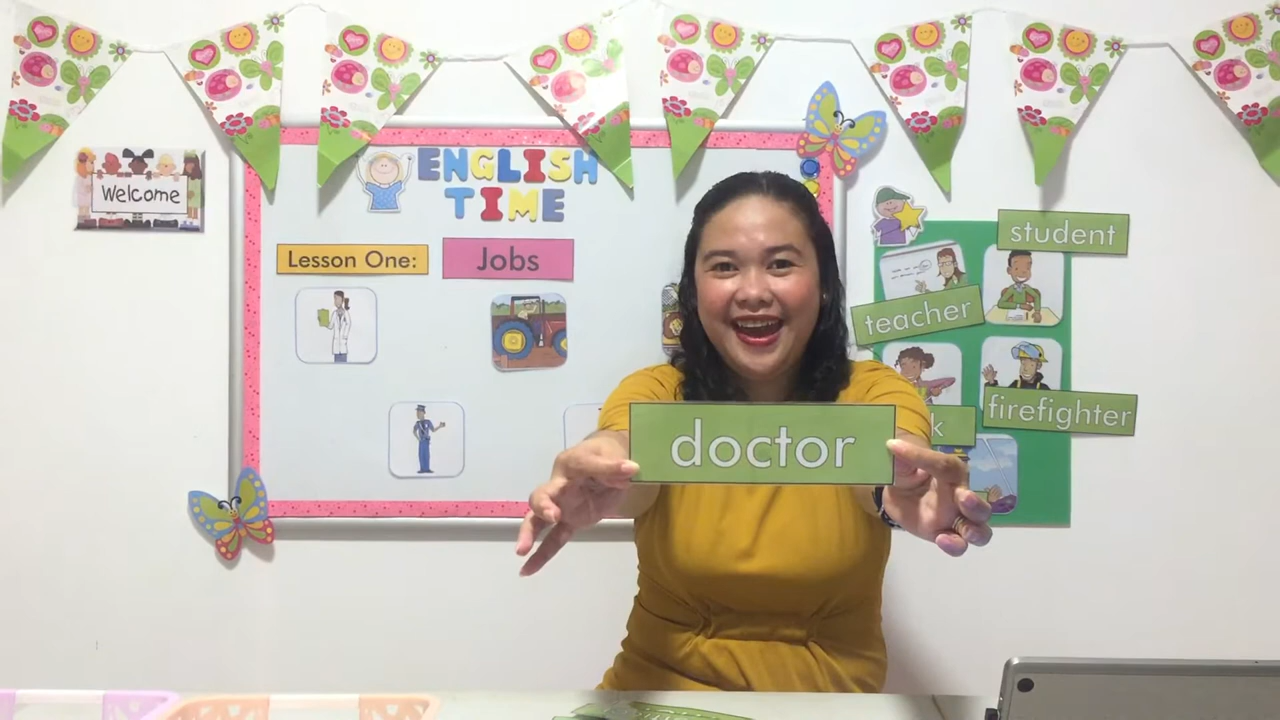 Welcome
ENGLISH
TIME
Lesson One:
Jobs
student
teacher
firefighter
doctor